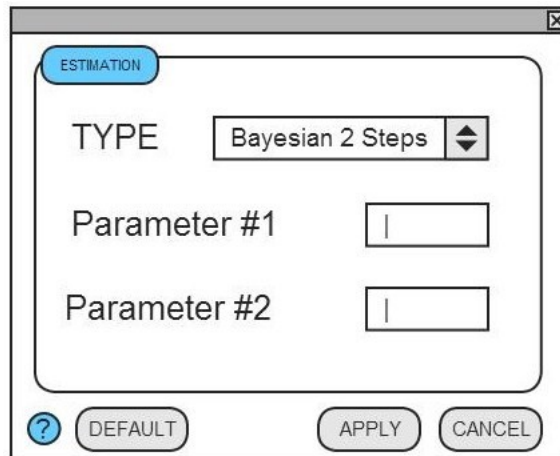 ESTIMATION
TYPE Bayesian 2 Steps
Parameter #1
Parameter #2
? DEFAULT APPLY CANCEL